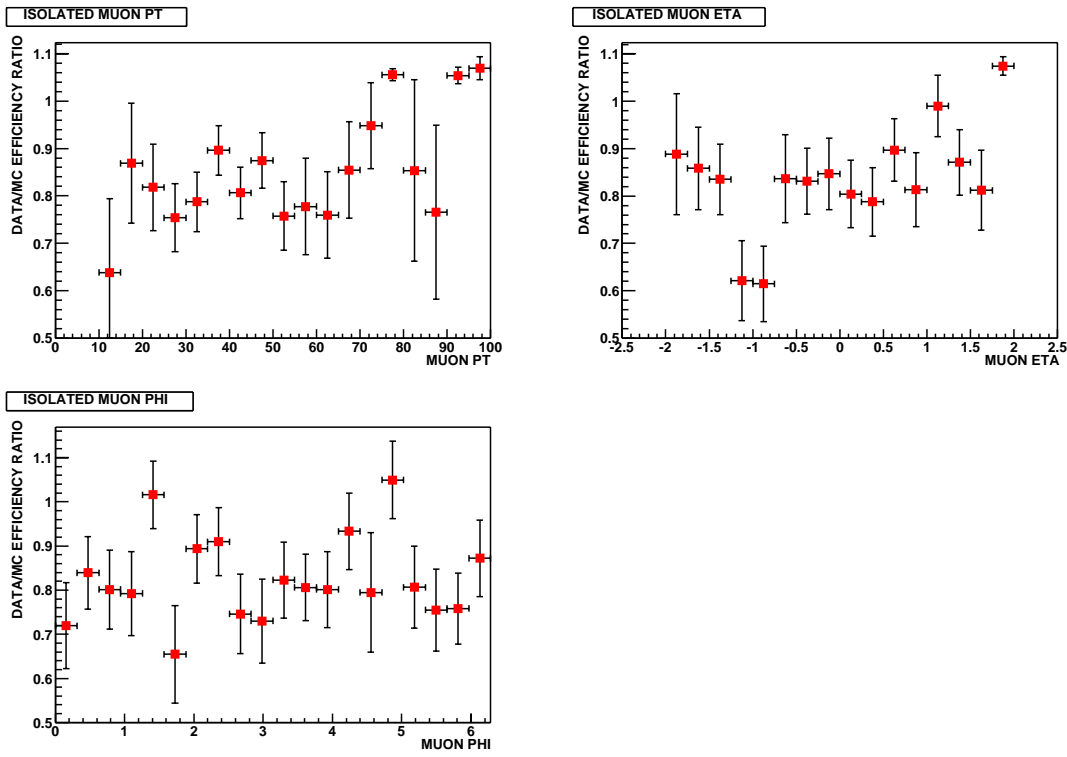 ISOLATED MUON PT
DATA/MC EFFICIENCY RATIO
1.1
1
0.9
0.8
0.7
0.6
0.5
0 10 20 30 40 50 60 70 80 90 100
MUON PT
ISOLATED MUON ETA
DATA/MC EFFICIENCY RATIO
1.1
1
0.9
0.8
0.7
0.6
0.5
-2.5 -2 -1.5 -1 -0.5 0 0.5 1 1.5 2 2.5
MUON ETA
ISOLATED MUON PHI
DATA/MC EFFICIENCY RATIO
1.1
1
0.9
0.8
0.7
0.6
0.5
0 1 2 3 4 5 6
MUON PHI